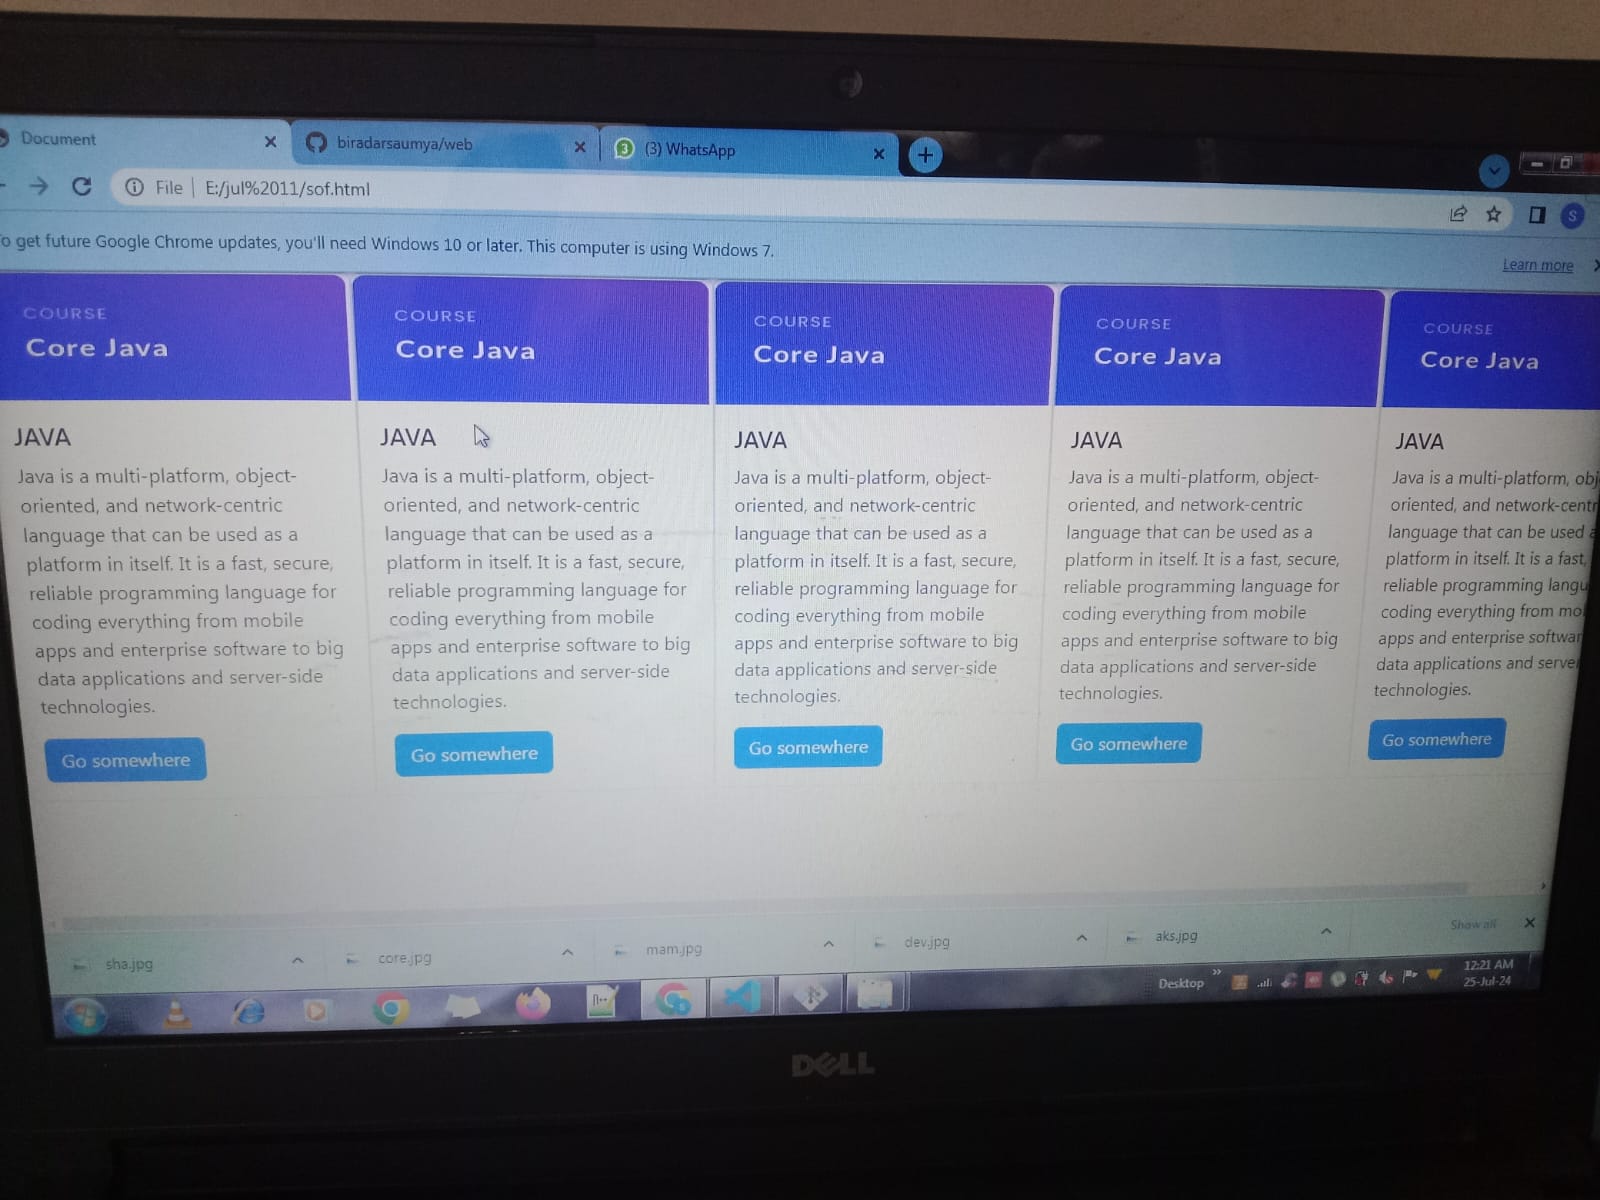 Document
biradarsaumya/web
(3) WhatsApp
File
E:/jul%2011/sof.html
S
o get future Google Chrome updates, you'll need Windows 10 or later. This computer is using Windows 7.
Learn more
COURSE
Core Java
JAVA
Java is a multi-platform, object-
oriented, and network-centric
language that can be used as a
platform in itself. It is a fast, secure,
reliable programming language for
coding everything from mobile
apps and enterprise software to big
data applications and server-side
technologies.
Go somewhere
COURSE
Core Java
JAVA
Java is a multi-platform, object-
oriented, and network-centric
language that can be used as a
platform in itself. It is a fast, secure,
reliable programming language for
coding everything from mobile
apps and enterprise software to big
data applications and server-side
technologies.
Go somewhere
COURSE
Core Java
JAVA
Java is a multi-platform, object-
oriented, and network-centric
language that can be used as a
platform in itself. It is a fast, secure,
reliable programming language for
coding everything from mobile
apps and enterprise software to big
data applications and server-side
technologies.
Go somewhere
COURSE
Core Java
JAVA
Java is a multi-platform, object-
oriented, and network-centric
language that can be used as a
platform in itself. It is a fast, secure,
reliable programming language for
coding everything from mobile
apps and enterprise software to big
data applications and server-side
technologies.
Go somewhere
COURSE
Core Java
JAVA
Java is a multi-platform, obj
oriented, and network-centr
language that can be used a
platform in itself. It is a fast,
reliable programming langu
coding everything from mo
apps and enterprise softwar
data applications and serve
technologies.
Go somewhere
sha.jpg
core.jpg
mam.jpg
dev.jpg
aks.jpg
Show all
Desktop
12:21 AM
25-Jul-24
DELL